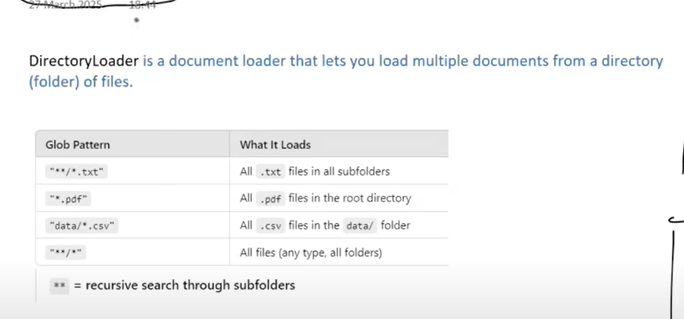 27 March 2025 18:44
DirectoryLoader is a document loader that lets you load multiple documents from a directory
(folder) of files.
Glob Pattern What It Loads
"**/*.txt" All .txt files in all subfolders
"*.pdf" All .pdf files in the root directory
"data/*.csv" All .csv files in the data/ folder
"**/*" All files (any type, all folders)
** = recursive search through subfolders